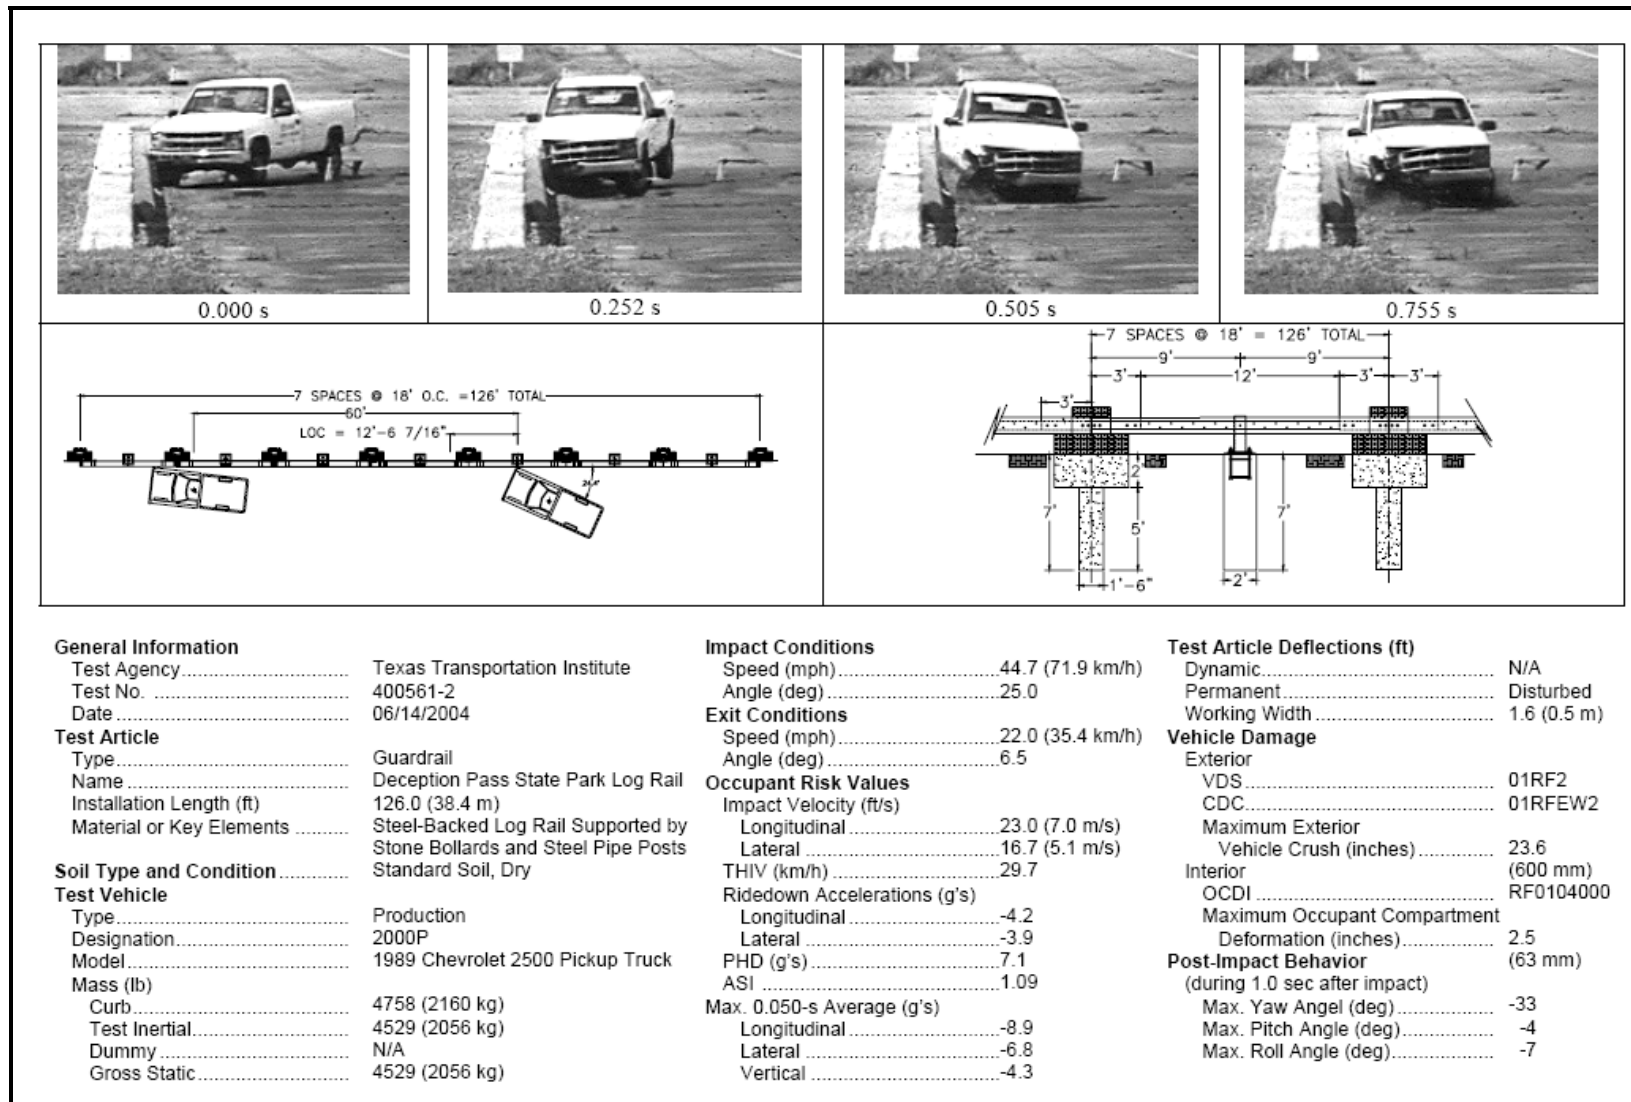 0.000 s
0.252 s
0.505 s
0.755 s
7 SPACES @ 18' O.C. =126' TOTAL
60'
LOC = 12'-6 7/16"
7 SPACES @ 18' = 126' TOTAL
9' 9'
3' 12' 3' 3'
3'
2'
7' 5' 7'
1'-6" 2'
General Information
Test Agency Texas Transportation Institute
Test No. 400561-2
Date 06/14/2004
Test Article
Type Guardrail
Name Deception Pass State Park Log Rail
Installation Length (ft) 126.0 (38.4 m)
Material or Key Elements Steel-Backed Log Rail Supported by
Stone Bollards and Steel Pipe Posts
Soil Type and Condition Standard Soil, Dry
Test Vehicle
Type Production
Designation 2000P
Model 1989 Chevrolet 2500 Pickup Truck
Mass (lb)
Curb 4758 (2160 kg)
Test Inertial 4529 (2056 kg)
Dummy N/A
Gross Static 4529 (2056 kg)
Impact Conditions
Speed (mph) 44.7 (71.9 km/h)
Angle (deg) 25.0
Exit Conditions
Speed (mph) 22.0 (35.4 km/h)
Angle (deg) 6.5
Occupant Risk Values
Impact Velocity (ft/s)
Longitudinal 23.0 (7.0 m/s)
Lateral 16.7 (5.1 m/s)
THIV (km/h) 29.7
Ridedown Accelerations (g's)
Longitudinal -4.2
Lateral -3.9
PHD (g's) 7.1
ASI 1.09
Max. 0.050-s Average (g's)
Longitudinal -8.9
Lateral -6.8
Vertical -4.3
Test Article Deflections (ft)
Dynamic N/A
Permanent Disturbed
Working Width 1.6 (0.5 m)
Vehicle Damage
Exterior
VDS 01RF2
CDC 01RFEW2
Maximum Exterior
Vehicle Crush (inches) 23.6
Interior (600 mm)
OCDI RF0104000
Maximum Occupant Compartment
Deformation (inches) 2.5
Post-Impact Behavior (63 mm)
(during 1.0 sec after impact)
Max. Yaw Angel (deg) -33
Max. Pitch Angle (deg) -4
Max. Roll Angle (deg) -7